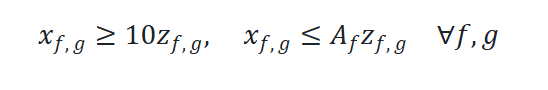 x_{f,g} ≥ 10z_{f,g},   x_{f,g} ≤ A_f z_{f,g}   ∀f, g